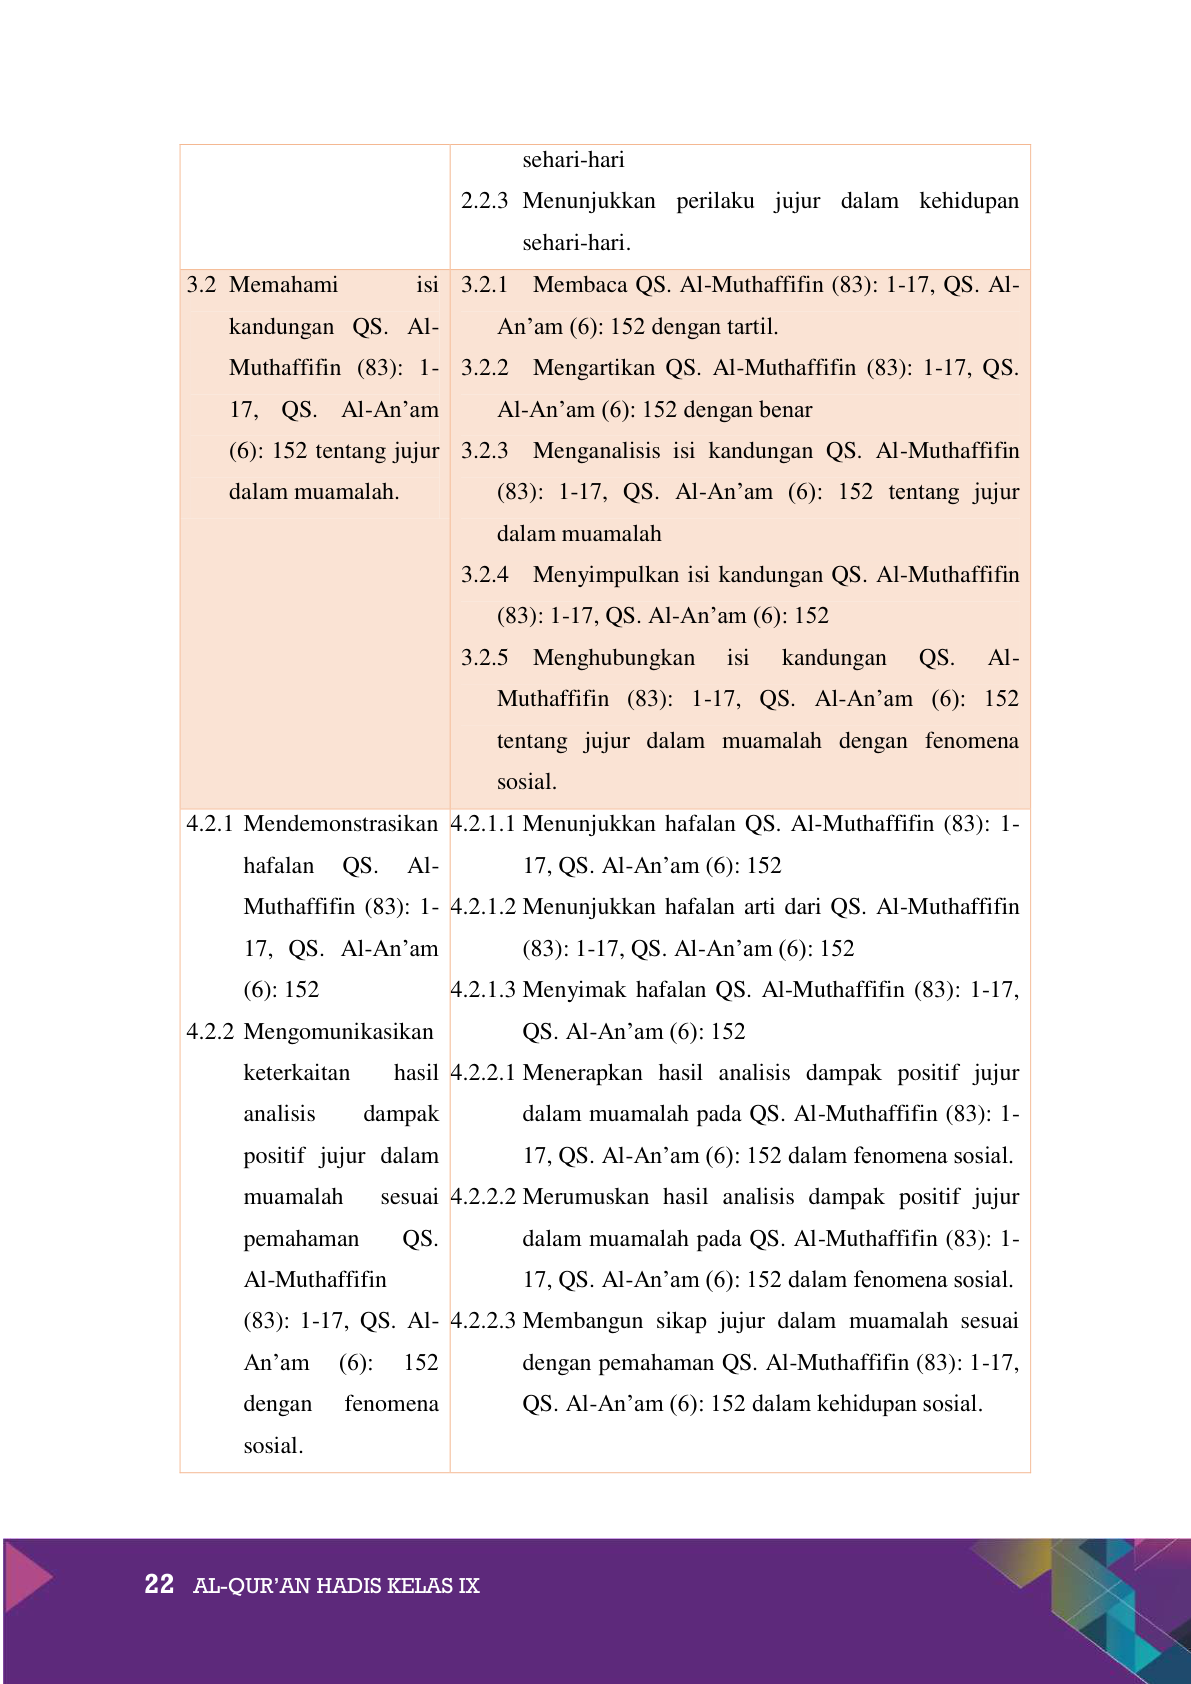 sehari-hari
2.2.3 Menunjukkan perilaku jujur dalam kehidupan
sehari-hari.
3.2 Memahami isi
kandungan QS. Al-
Muthaffifin (83): 1-
17, QS. Al-An’am
(6): 152 tentang jujur
dalam muamalah.
3.2.1 Membaca QS. Al-Muthaffifin (83): 1-17, QS. Al-
An’am (6): 152 dengan tartil.
3.2.2 Mengartikan QS. Al-Muthaffifin (83): 1-17, QS.
Al-An’am (6): 152 dengan benar
3.2.3 Menganalisis isi kandungan QS. Al-Muthaffifin
(83): 1-17, QS. Al-An’am (6): 152 tentang jujur
dalam muamalah
3.2.4 Menyimpulkan isi kandungan QS. Al-Muthaffifin
(83): 1-17, QS. Al-An’am (6): 152
3.2.5 Menghubungkan isi kandungan QS. Al-
Muthaffifin (83): 1-17, QS. Al-An’am (6): 152
tentang jujur dalam muamalah dengan fenomena
sosial.
4.2.1 Mendemonstrasikan
hafalan QS. Al-
Muthaffifin (83): 1-
17, QS. Al-An’am
(6): 152
4.2.2 Mengomunikasikan
keterkaitan hasil
analisis dampak
positif jujur dalam
muamalah sesuai
pemahaman QS.
Al-Muthaffifin
(83): 1-17, QS. Al-
An’am (6): 152
dengan fenomena
sosial.
4.2.1.1 Menunjukkan hafalan QS. Al-Muthaffifin (83): 1-
17, QS. Al-An’am (6): 152
4.2.1.2 Menunjukkan hafalan arti dari QS. Al-Muthaffifin
(83): 1-17, QS. Al-An’am (6): 152
4.2.1.3 Menyimak hafalan QS. Al-Muthaffifin (83): 1-17,
QS. Al-An’am (6): 152
4.2.2.1 Menerapkan hasil analisis dampak positif jujur
dalam muamalah pada QS. Al-Muthaffifin (83): 1-
17, QS. Al-An’am (6): 152 dalam fenomena sosial.
4.2.2.2 Merumuskan hasil analisis dampak positif jujur
dalam muamalah pada QS. Al-Muthaffifin (83): 1-
17, QS. Al-An’am (6): 152 dalam fenomena sosial.
4.2.2.3 Membangun sikap jujur dalam muamalah sesuai
dengan pemahaman QS. Al-Muthaffifin (83): 1-17,
QS. Al-An’am (6): 152 dalam kehidupan sosial.
22 AL-QUR’AN HADIS KELAS IX